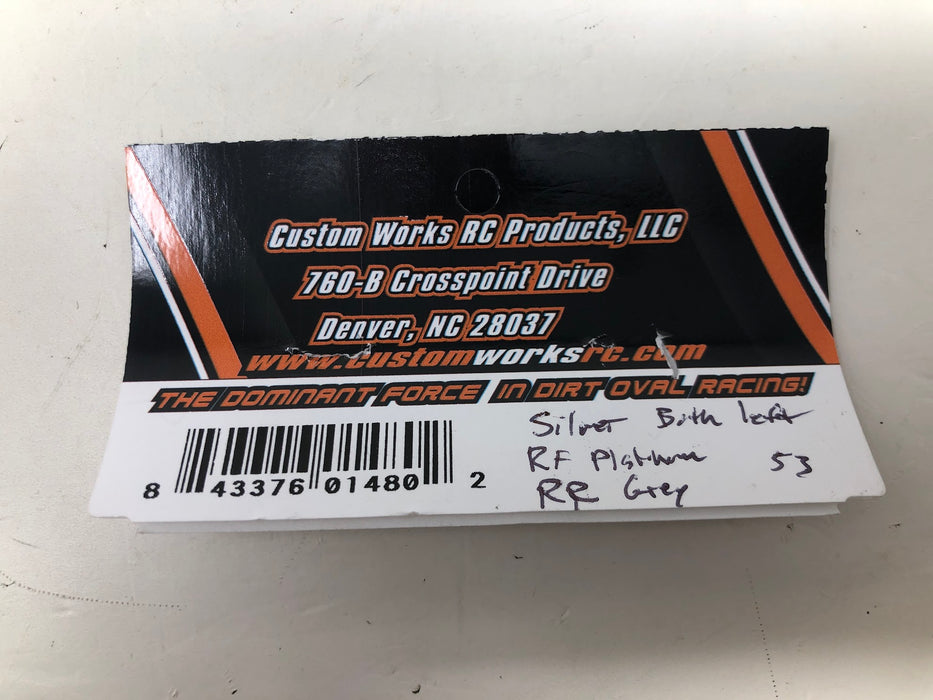 Custom Works RC Products, LLC
760-B Crosspoint Drive
Denver, NC 28037
www.customworksrc.com
THE DOMINANT FORCE IN DIRT OVAL RACING!
Silver Both left
RF Platinum 53
RR Grey
8 43376 01480 2